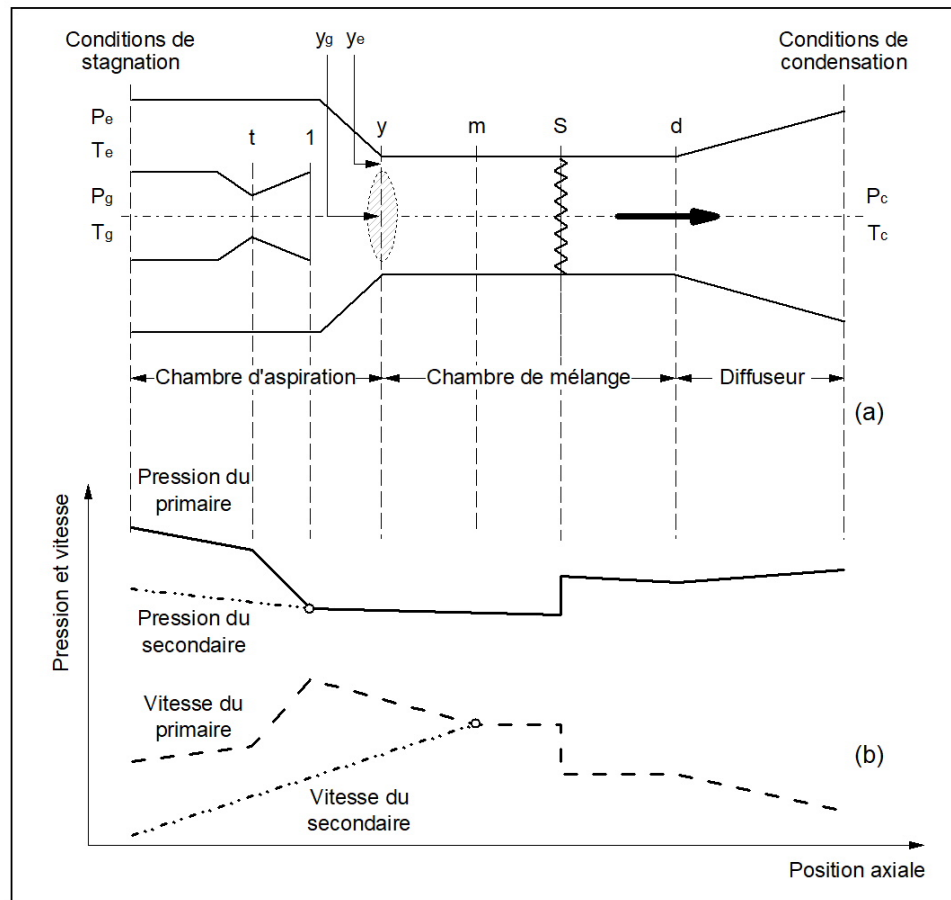 Conditions de
stagnation
yg
ye
Conditions de
condensation
Pe
Te
Pg
Tg
t
1
y
m
S
d
Pc
Tc
Chambre d'aspiration
Chambre de mélange
Diffuseur
(a)
Pression et vitesse
Pression du
primaire
Pression du
secondaire
Vitesse du
primaire
Vitesse du
secondaire
(b)
Position axiale